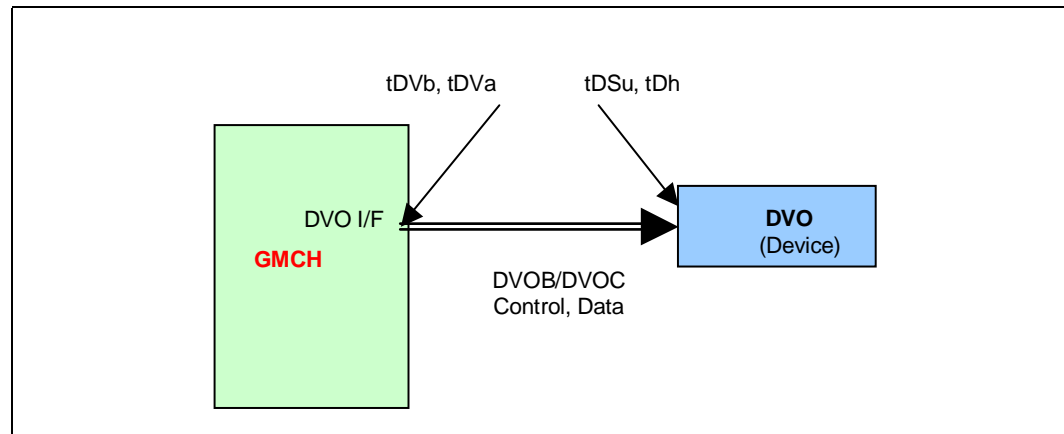 tDVb, tDVa
tDSu, tDh
DVO I/F
GMCH
DVO
(Device)
DVOB/DVOC
Control, Data